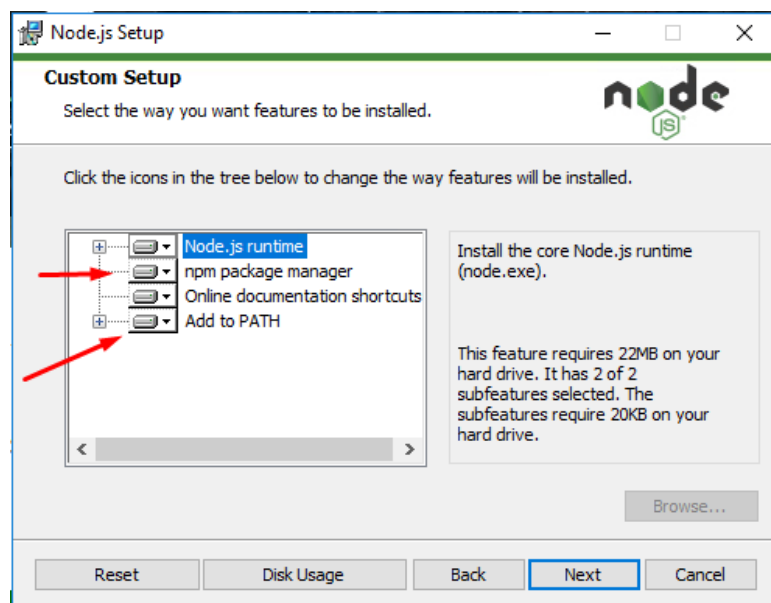 Node.js Setup
Custom Setup
Select the way you want features to be installed.
node
JS
Click the icons in the tree below to change the way features will be installed.
Node.js runtime
npm package manager
Online documentation shortcuts
Add to PATH
Install the core Node.js runtime
(node.exe).
This feature requires 22MB on your
hard drive. It has 2 of 2
subfeatures selected. The
subfeatures require 20KB on your
hard drive.
Browse...
Reset
Disk Usage
Back
Next
Cancel